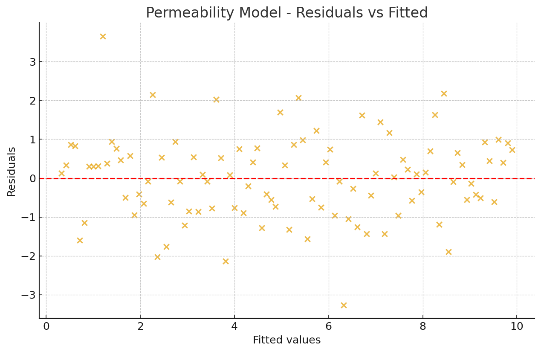 Permeability Model - Residuals vs Fitted
3
2
1
0
−1
−2
−3
Residuals
0 2 4 6 8 10
Fitted values